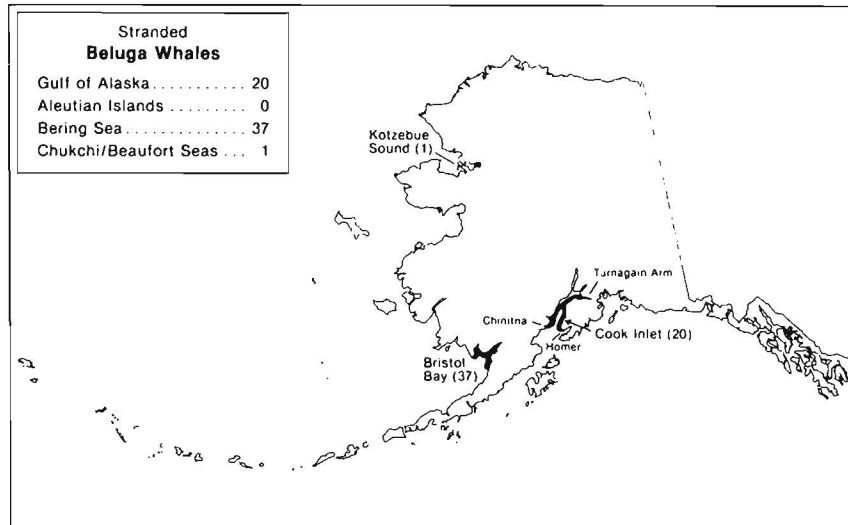 Stranded
Beluga Whales
Gulf of Alaska ........... 20
Aleutian Islands ......... 0
Bering Sea ............... 37
Chukchi/Beaufort Seas ... 1
Kotzebue
Sound (1)
Turnagain Arm
Chinitna
Cook Inlet (20)
Homer
Bristol
Bay (37)